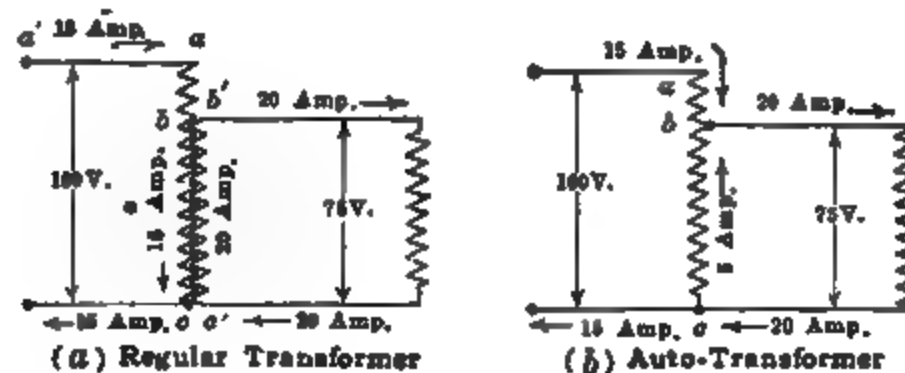 a' 15 Amp. a
15 Amp.
b b' 20 Amp.
a
b 20 Amp.
100V.
15 Amp.
20 Amp.
75V.
100V.
Amp.
75V.
15 Amp. c c' 20 Amp.
15 Amp. c 20 Amp.
(a) Regular Transformer
(b) Auto-Transformer